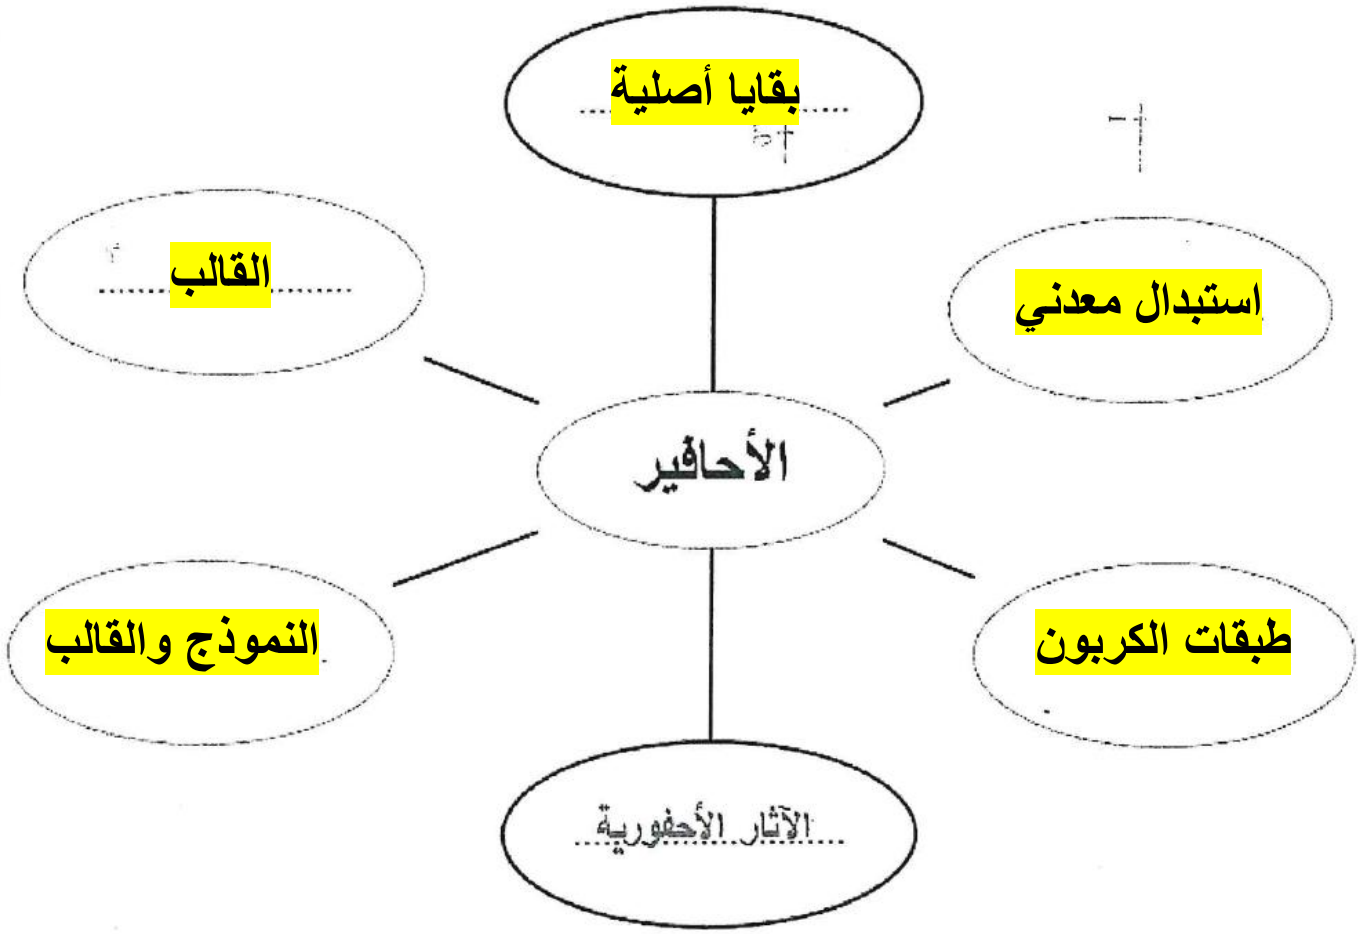 بقايا أصلية
القالب
استبدال معدني
الأحافير
النموذج والقالب
طبقات الكربون
الآثار الأحفورية